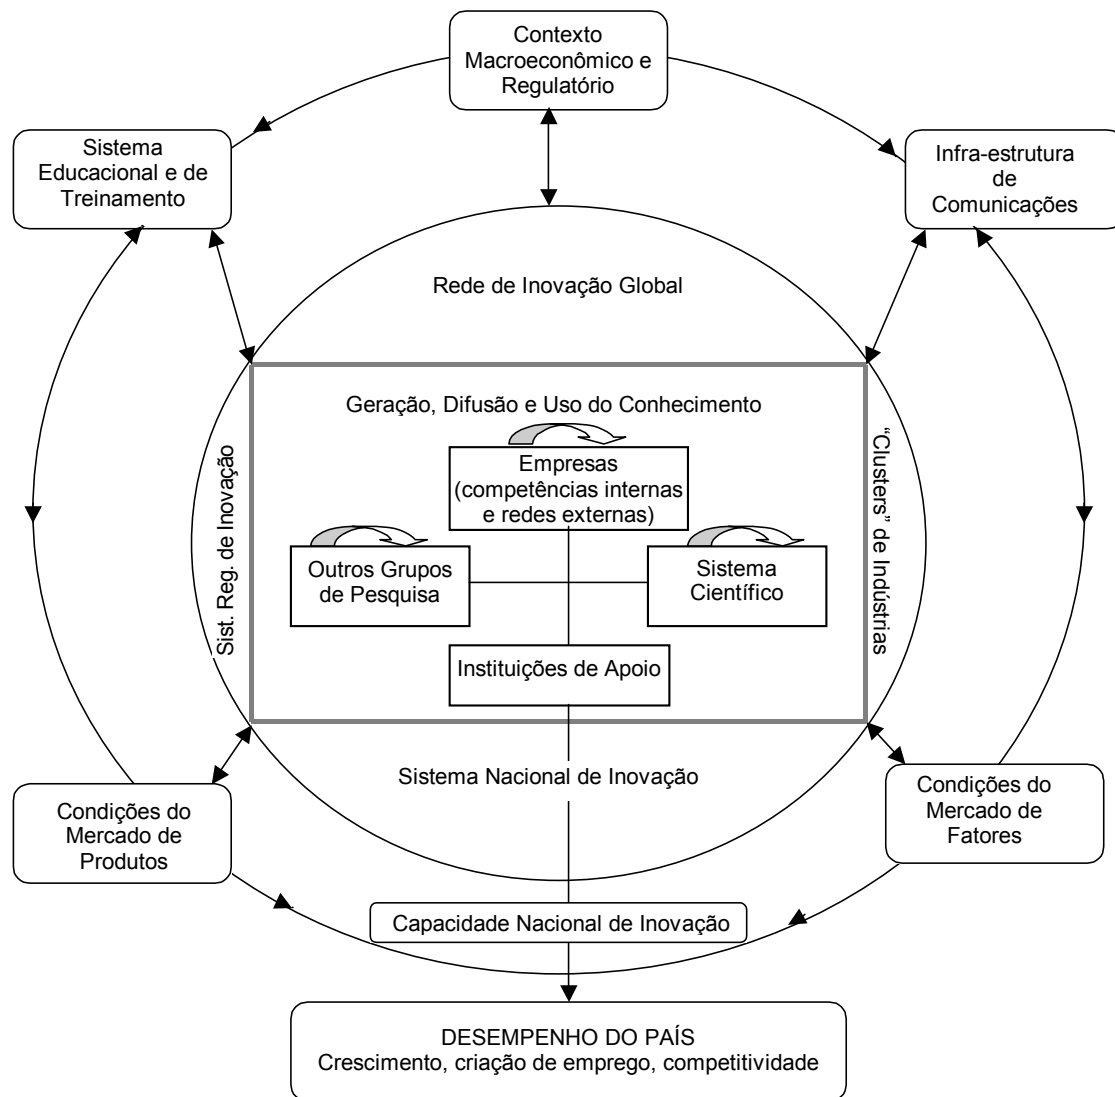 Contexto
Macroeconômico e
Regulatório
Sistema
Educacional e de
Treinamento
Infra-estrutura
de
Comunicações
Rede de Inovação Global
Geração, Difusão e Uso do Conhecimento
Sist. Reg. de Inovação
"Clusters" de Indústrias
Empresas
(competências internas
e redes externas)
Outros Grupos
de Pesquisa
Sistema
Científico
Instituições de Apoio
Sistema Nacional de Inovação
Condições do
Mercado de
Produtos
Condições do
Mercado de
Fatores
Capacidade Nacional de Inovação
DESEMPENHO DO PAÍS
Crescimento, criação de emprego, competitividade